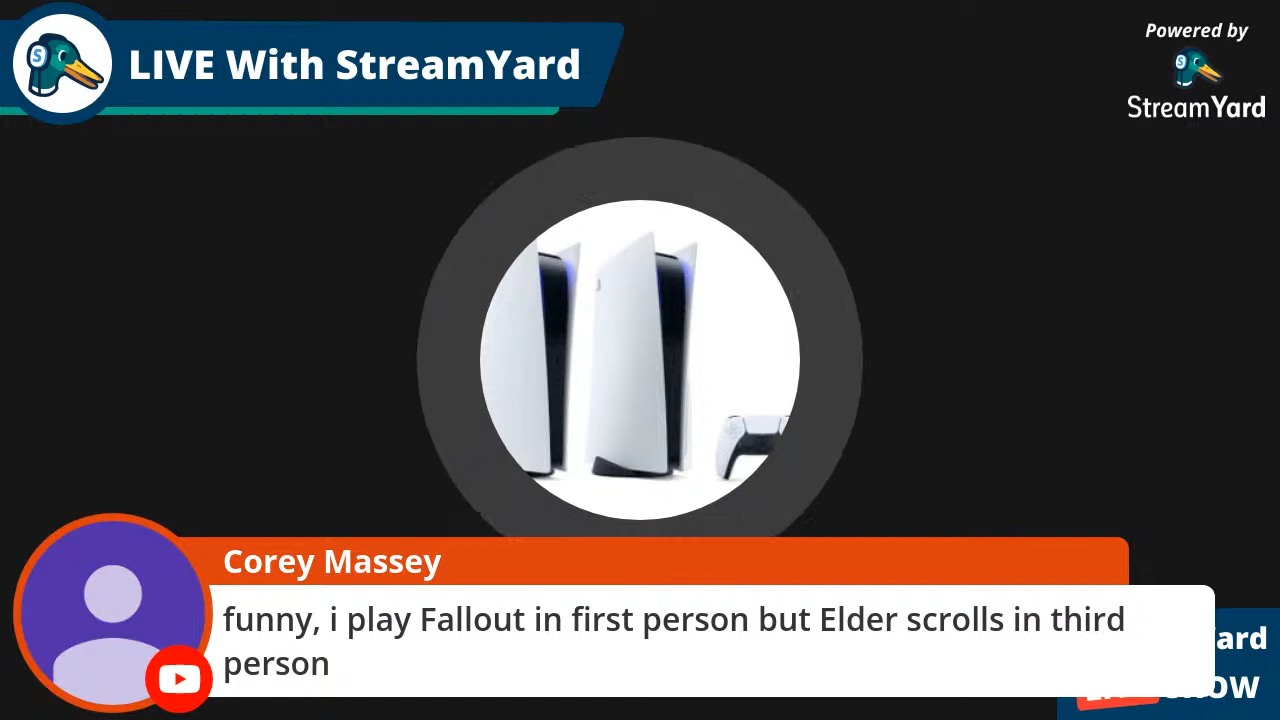 LIVE With StreamYard
Powered by
S
StreamYard
Corey Massey
funny, i play Fallout in first person but Elder scrolls in third
person